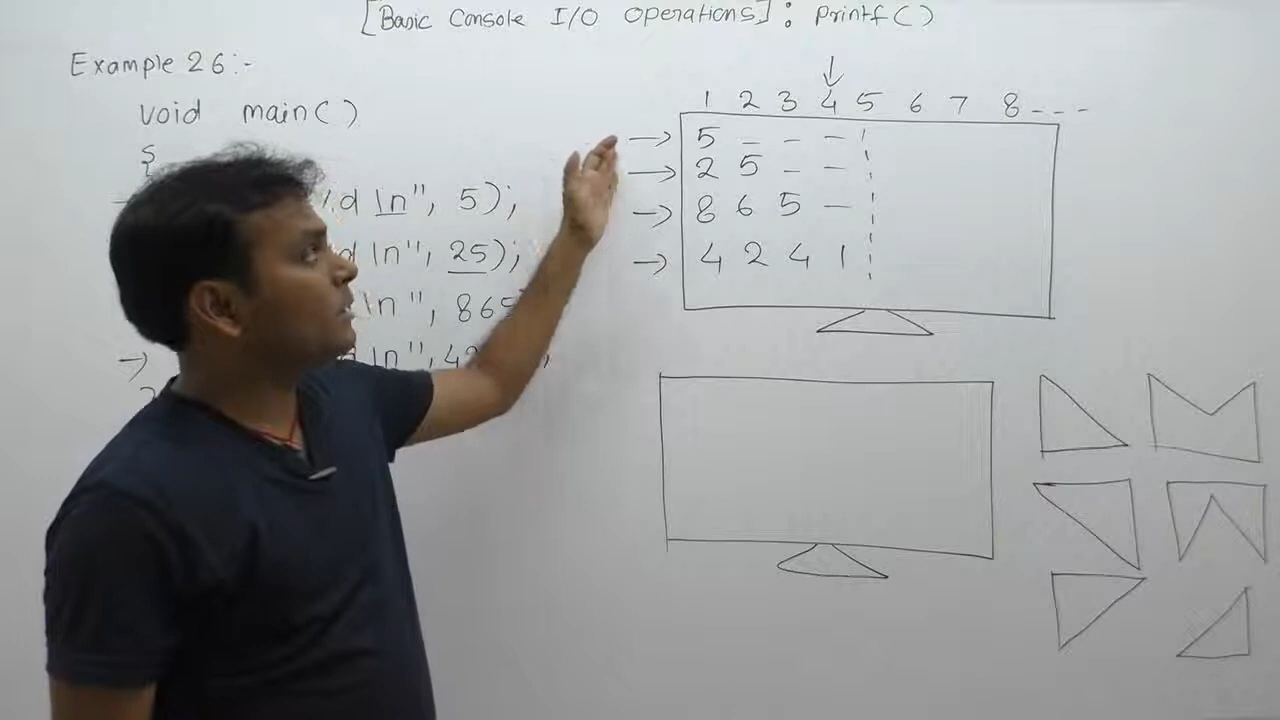 [Basic Console I/O Operations] : printf()
Example 26:-
void main()
{
%d \n", 5);
d \n", 25);
\n", 865
d \n", 42
1 2 3 4 5 6 7 8 - - -
5 _ _ _
2 5 _ _
8 6 5 _
4 2 4 1